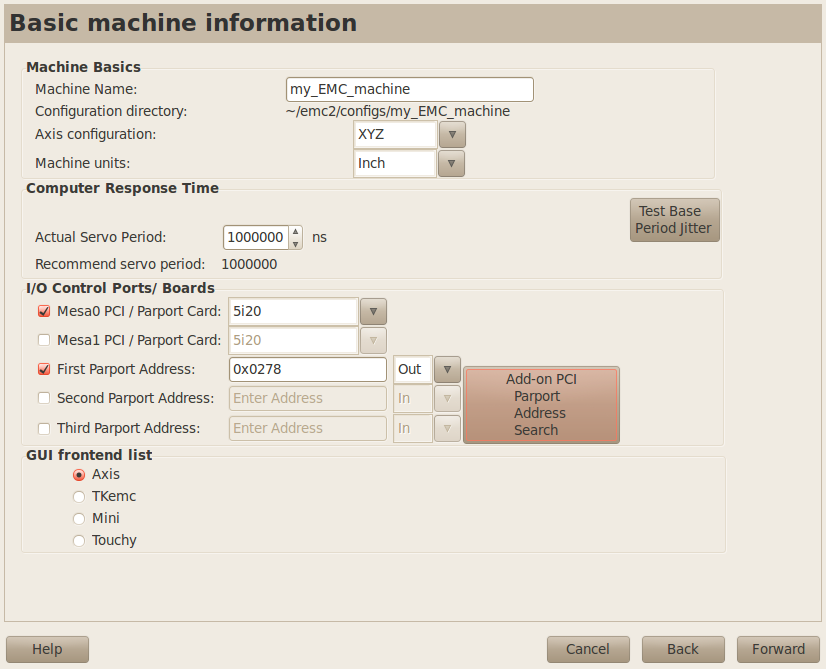 Basic machine information
Machine Basics
Machine Name: my_EMC_machine
Configuration directory: ~/emc2/configs/my_EMC_machine
Axis configuration: XYZ
Machine units: Inch
Computer Response Time
Test Base
Period Jitter
Actual Servo Period: 1000000 ns
Recommend servo period: 1000000
I/O Control Ports/ Boards
Mesa0 PCI / Parport Card: 5i20
Mesa1 PCI / Parport Card: 5i20
First Parport Address: 0x0278 Out
Second Parport Address: Enter Address In
Third Parport Address: Enter Address In
Add-on PCI
Parport
Address
Search
GUI frontend list
Axis
TKemc
Mini
Touchy
Help Cancel Back Forward